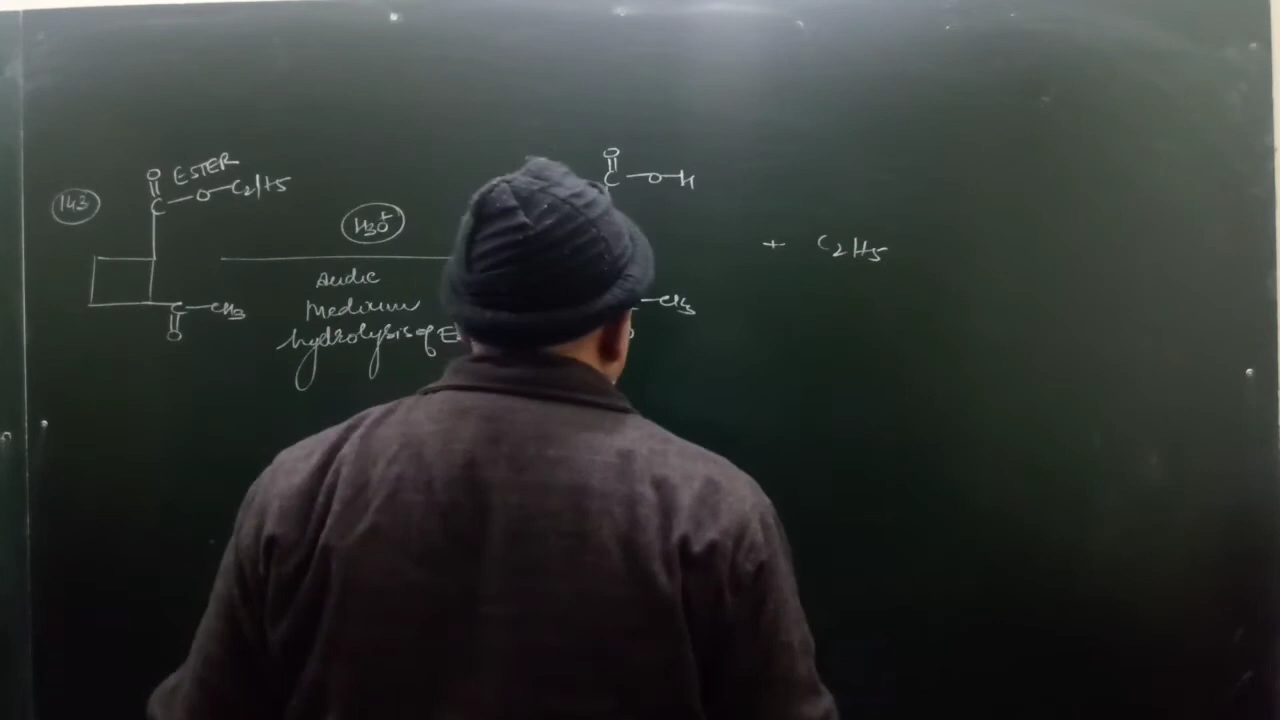 143
O ESTER
C—O—C2H5
C—CH3
O
H3O+
Acidic
Medium
hydrolysis of E
O
C—O—H
—CH3
+ C2H5